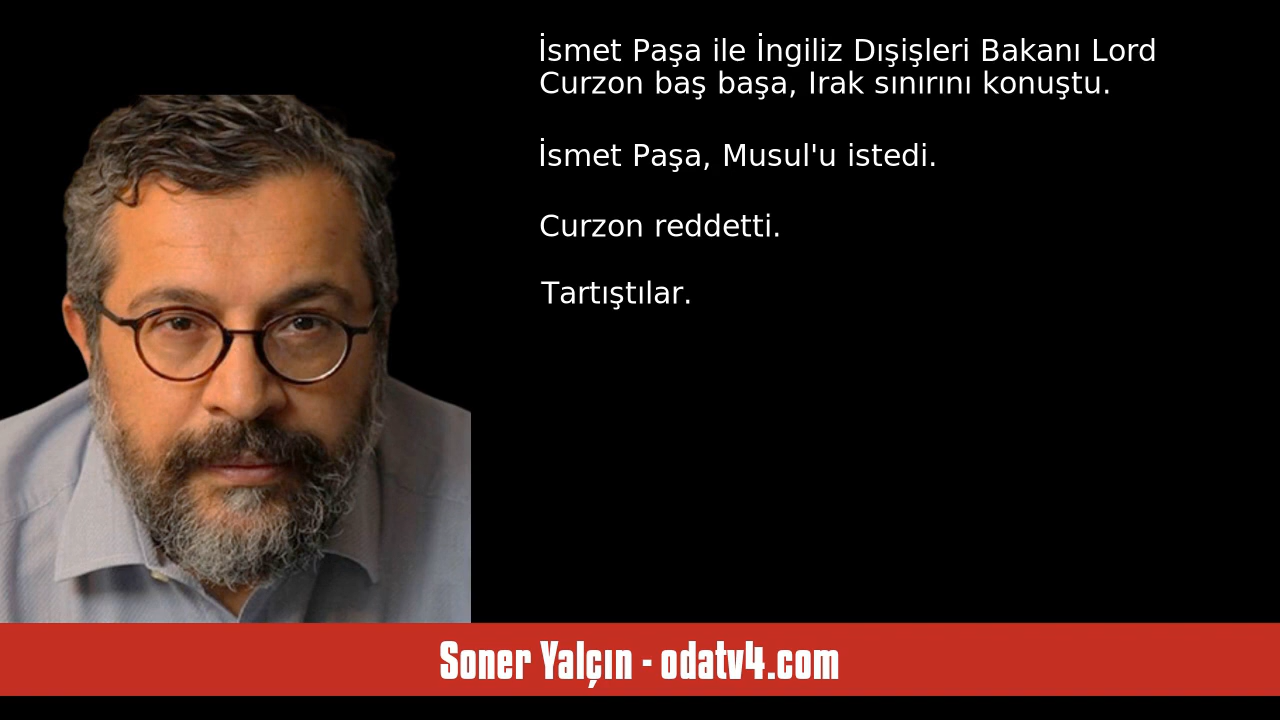 İsmet Paşa ile İngiliz Dışişleri Bakanı Lord
Curzon baş başa, Irak sınırını konuştu.
İsmet Paşa, Musul'u istedi.
Curzon reddetti.
Tartıştılar.
Soner Yalçın - odatv4.com